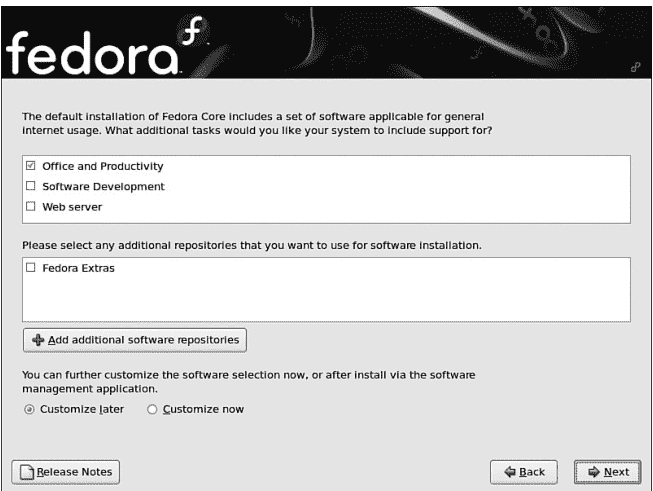 fedora
The default installation of Fedora Core includes a set of software applicable for general
internet usage. What additional tasks would you like your system to include support for?
Office and Productivity
Software Development
Web server
Please select any additional repositories that you want to use for software installation.
Fedora Extras
Add additional software repositories
You can further customize the software selection now, or after install via the software
management application.
Customize later
Customize now
Release Notes
Back
Next